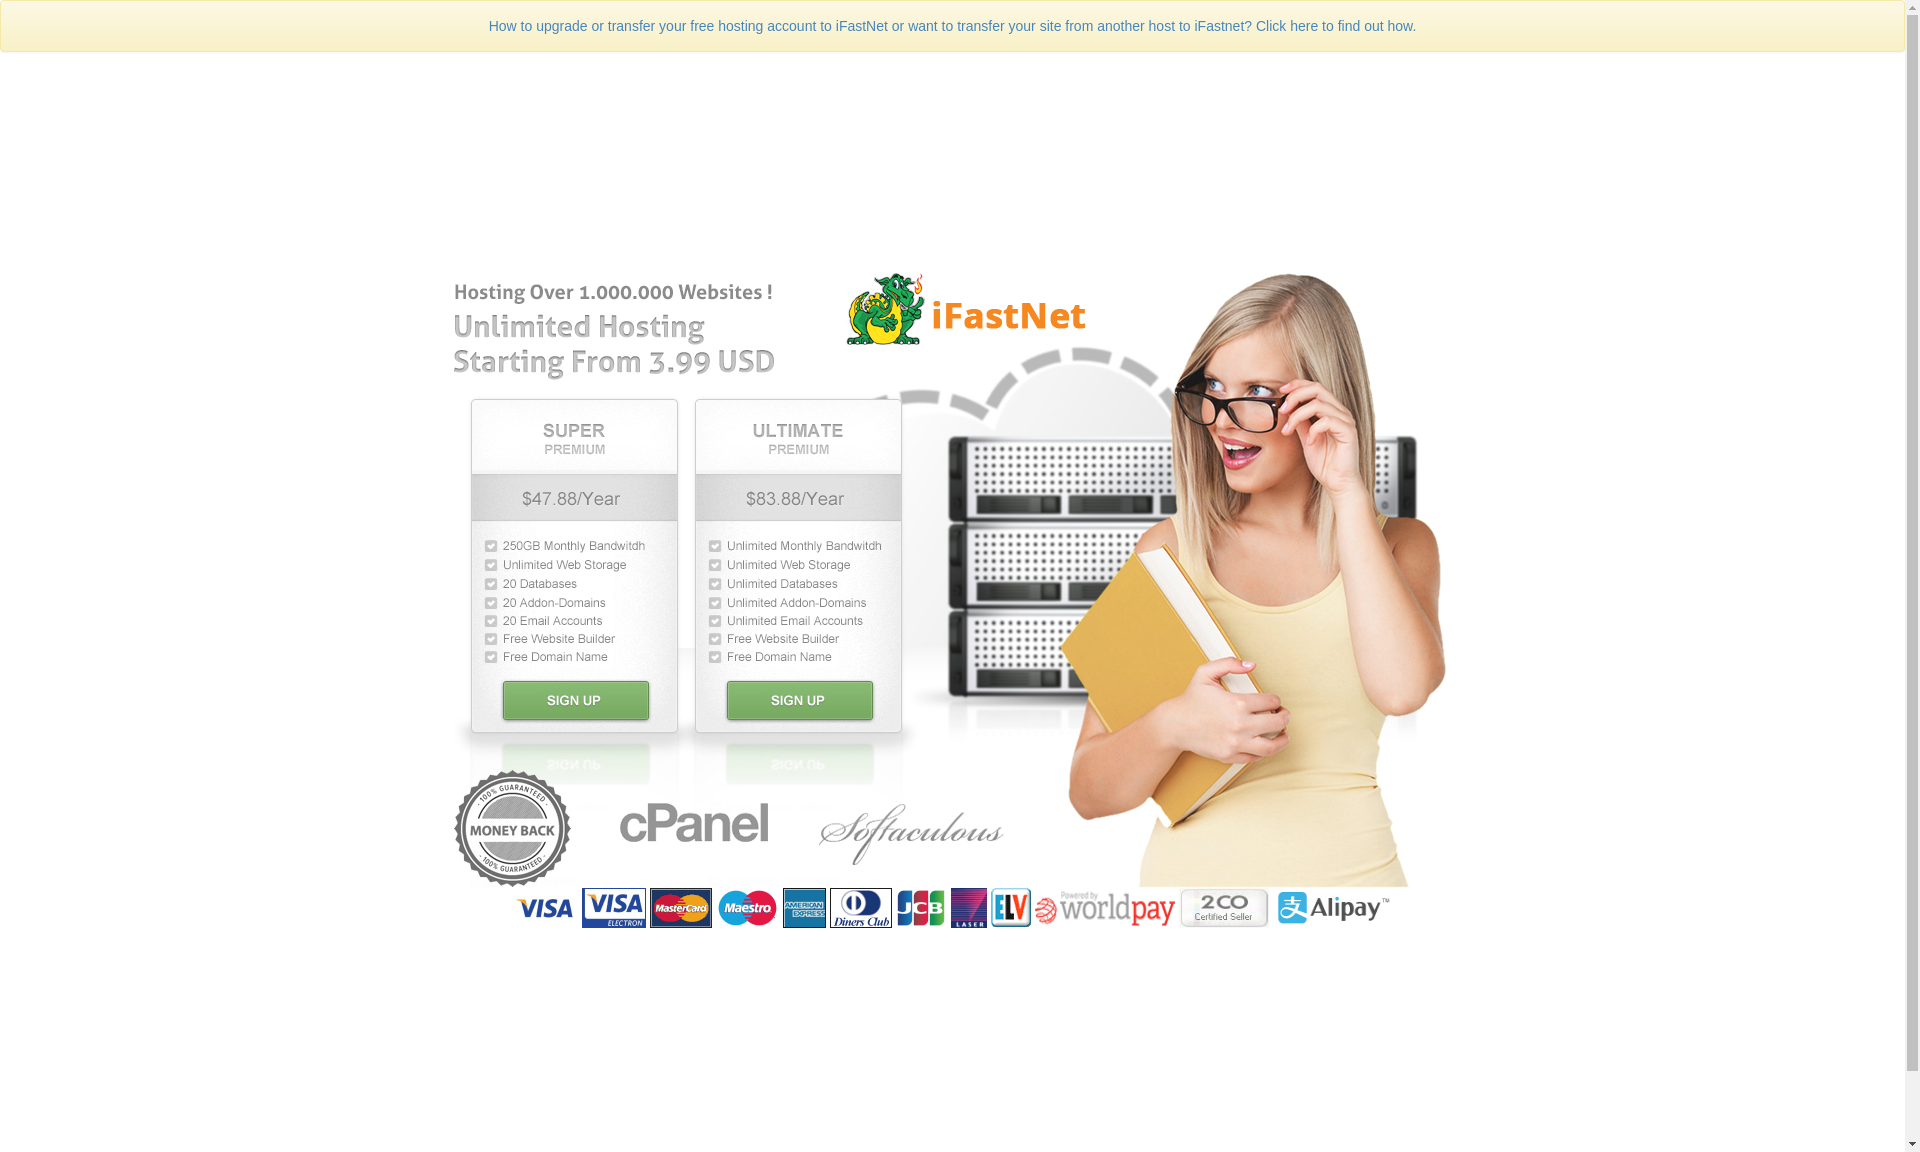 How to upgrade or transfer your free hosting account to iFastNet or want to transfer your site from another host to iFastnet? Click here to find out how.
Hosting Over 1.000.000 Websites !
Unlimited Hosting
Starting From 3.99 USD
iFastNet
SUPER
PREMIUM
$47.88/Year
250GB Monthly Bandwitdh
Unlimited Web Storage
20 Databases
20 Addon-Domains
20 Email Accounts
Free Website Builder
Free Domain Name
SIGN UP
ULTIMATE
PREMIUM
$83.88/Year
Unlimited Monthly Bandwitdh
Unlimited Web Storage
Unlimited Databases
Unlimited Addon-Domains
Unlimited Email Accounts
Free Website Builder
Free Domain Name
SIGN UP
· 100% GUARANTEED ·
MONEY BACK
· 100% GUARANTEED ·
cPanel
Softaculous
VISA
VISA
ELECTRON
MasterCard
Maestro
AMERICAN EXPRESS
Diners Club
JCB
LASER
ELV
Powered by
worldpay
2CO
Certified Seller
支 Alipay™